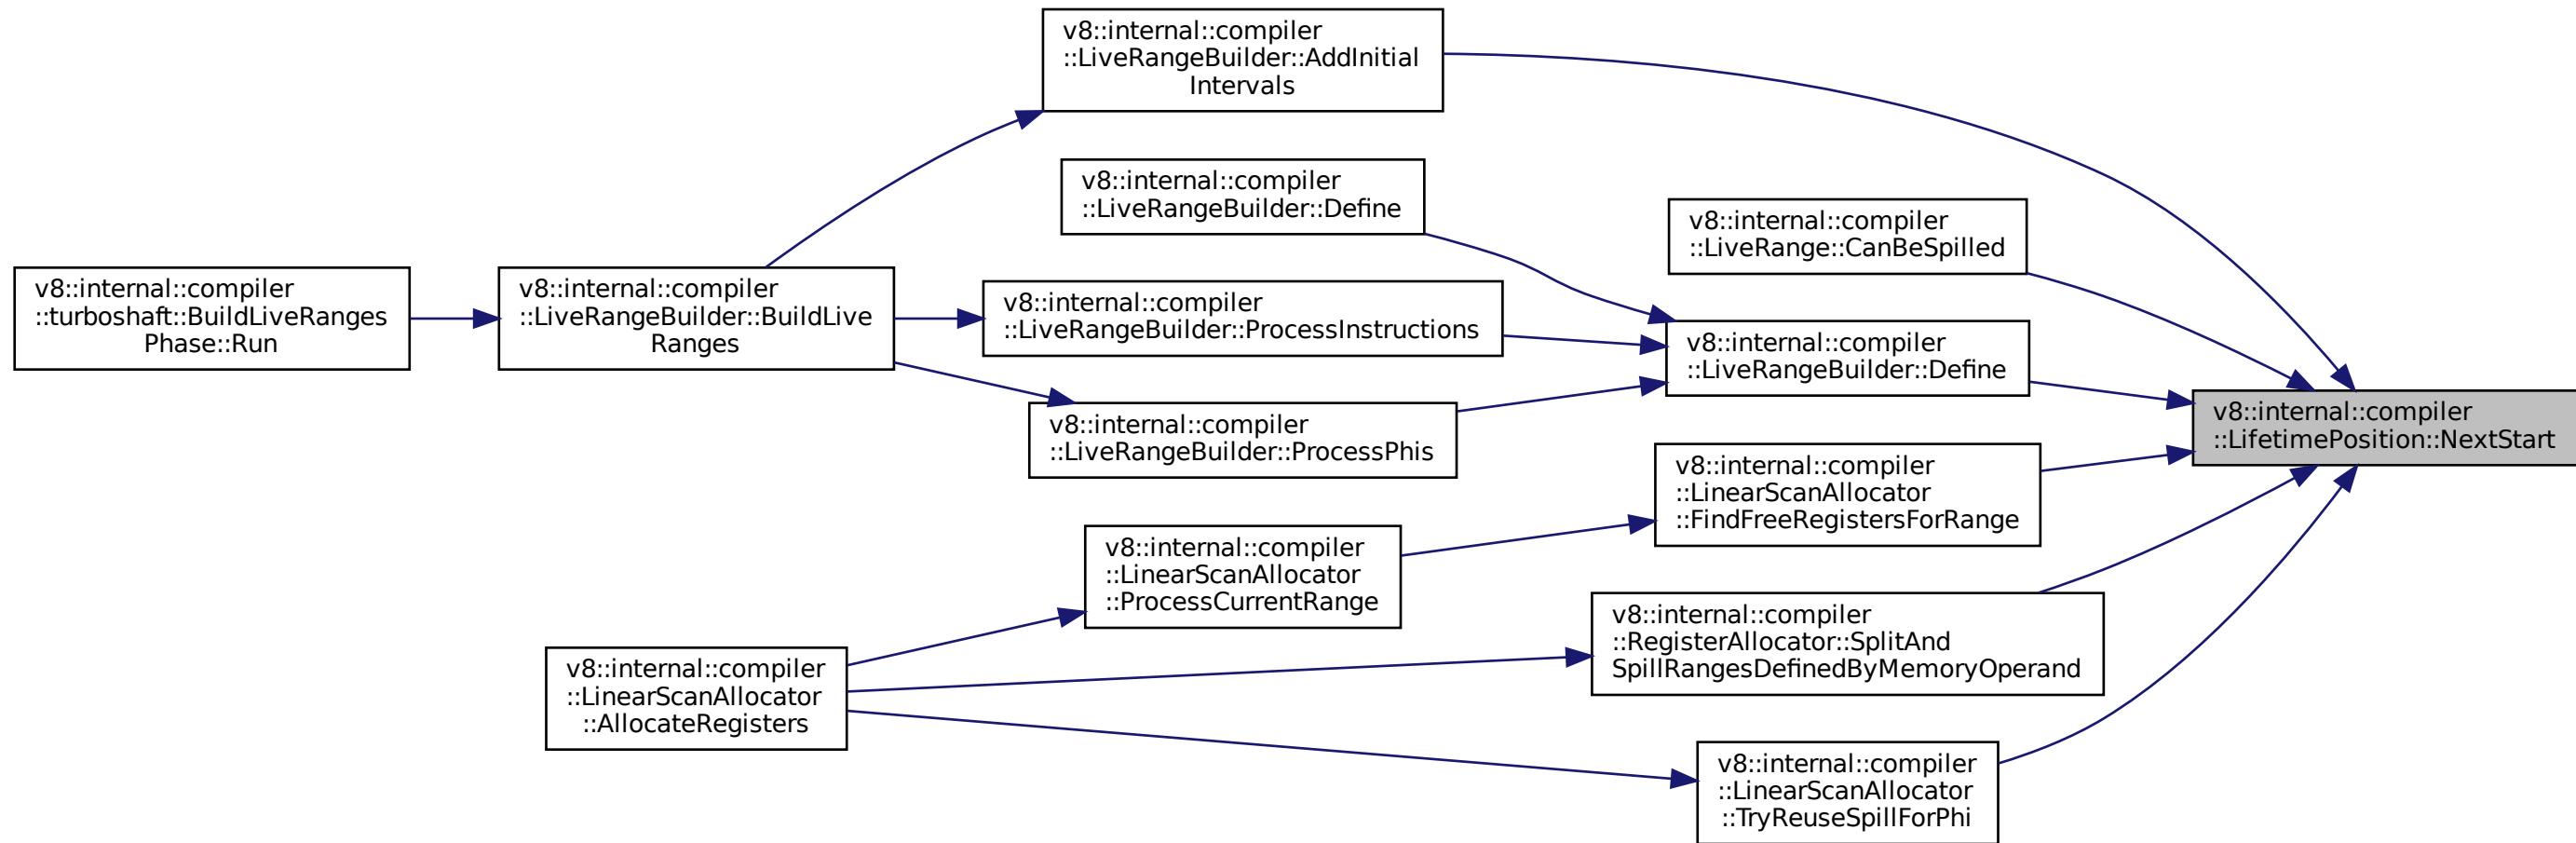 v8::internal::compiler
::turboshaft::BuildLiveRanges
Phase::Run
v8::internal::compiler
::LiveRangeBuilder::BuildLive
Ranges
v8::internal::compiler
::LiveRangeBuilder::AddInitial
Intervals
v8::internal::compiler
::LiveRangeBuilder::Define
v8::internal::compiler
::LiveRangeBuilder::ProcessInstructions
v8::internal::compiler
::LiveRangeBuilder::ProcessPhis
v8::internal::compiler
::LinearScanAllocator
::ProcessCurrentRange
v8::internal::compiler
::LinearScanAllocator
::AllocateRegisters
v8::internal::compiler
::LiveRange::CanBeSpilled
v8::internal::compiler
::LiveRangeBuilder::Define
v8::internal::compiler
::LinearScanAllocator
::FindFreeRegistersForRange
v8::internal::compiler
::RegisterAllocator::SplitAnd
SpillRangesDefinedByMemoryOperand
v8::internal::compiler
::LinearScanAllocator
::TryReuseSpillForPhi
v8::internal::compiler
::LifetimePosition::NextStart